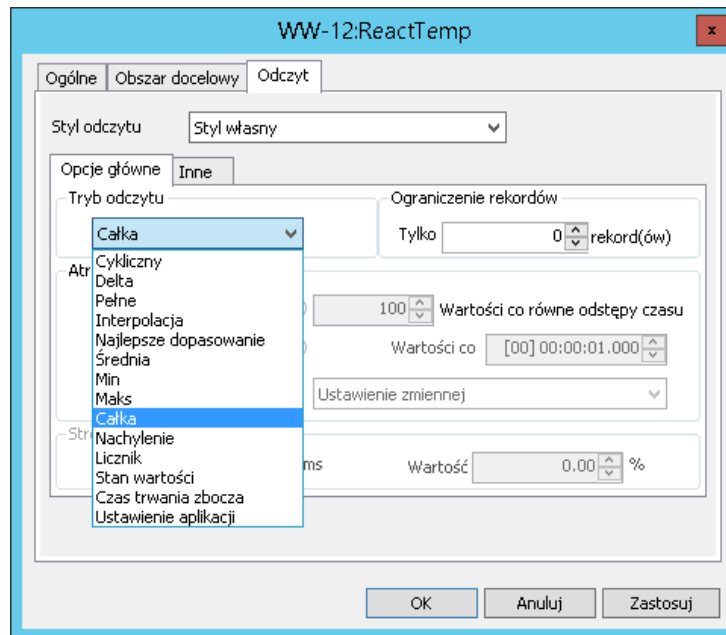 WW-12:ReactTemp
x
Ogólne Obszar docelowy Odczyt
Styl odczytu Styl własny
Opcje główne Inne
Tryb odczytu Ograniczenie rekordów
Całka Tylko 0 rekord(ów)
Cykliczny
Atr
Delta
Pełne
100 Wartości co równe odstępy czasu
Interpolacja
Najlepsze dopasowanie
Wartości co [00] 00:00:01.000
Średnia
Min
Maks
Ustawienie zmiennej
Całka
Str
Nachylenie
Licznik
ms Wartość 0.00 %
Stan wartości
Czas trwania zbocza
Ustawienie aplikacji
OK Anuluj Zastosuj